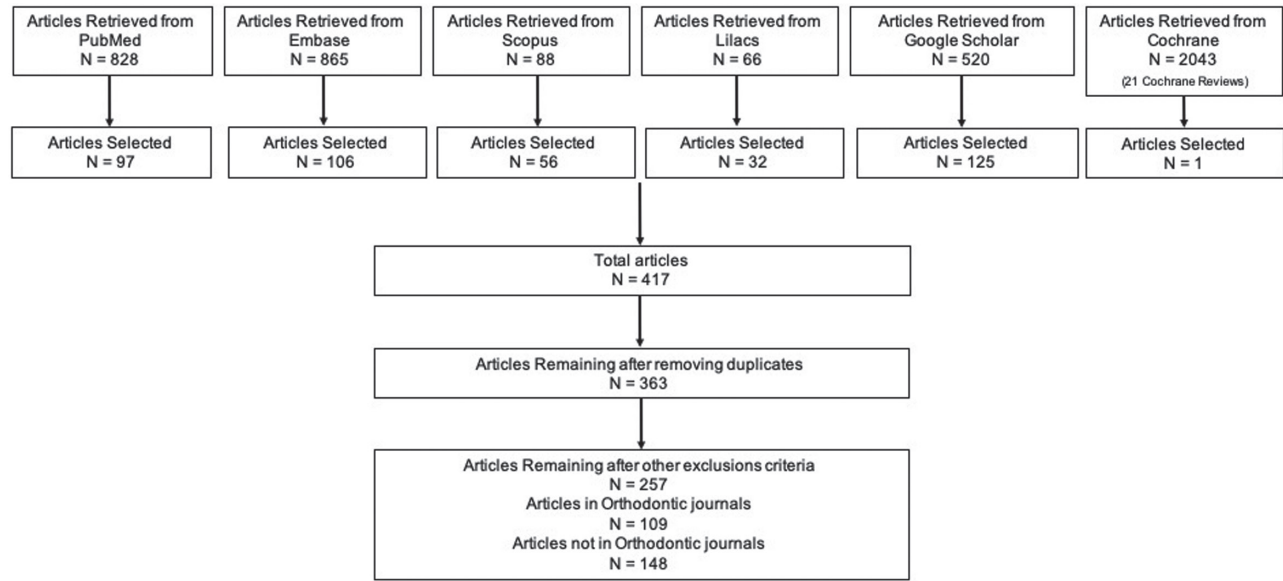 Articles Retrieved from
PubMed
N = 828
Articles Retrieved from
Embase
N = 865
Articles Retrieved from
Scopus
N = 88
Articles Retrieved from
Lilacs
N = 66
Articles Retrieved from
Google Scholar
N = 520
Articles Retrieved from
Cochrane
N = 2043
(21 Cochrane Reviews)
Articles Selected
N = 97
Articles Selected
N = 106
Articles Selected
N = 56
Articles Selected
N = 32
Articles Selected
N = 125
Articles Selected
N = 1
Total articles
N = 417
Articles Remaining after removing duplicates
N = 363
Articles Remaining after other exclusions criteria
N = 257
Articles in Orthodontic journals
N = 109
Articles not in Orthodontic journals
N = 148